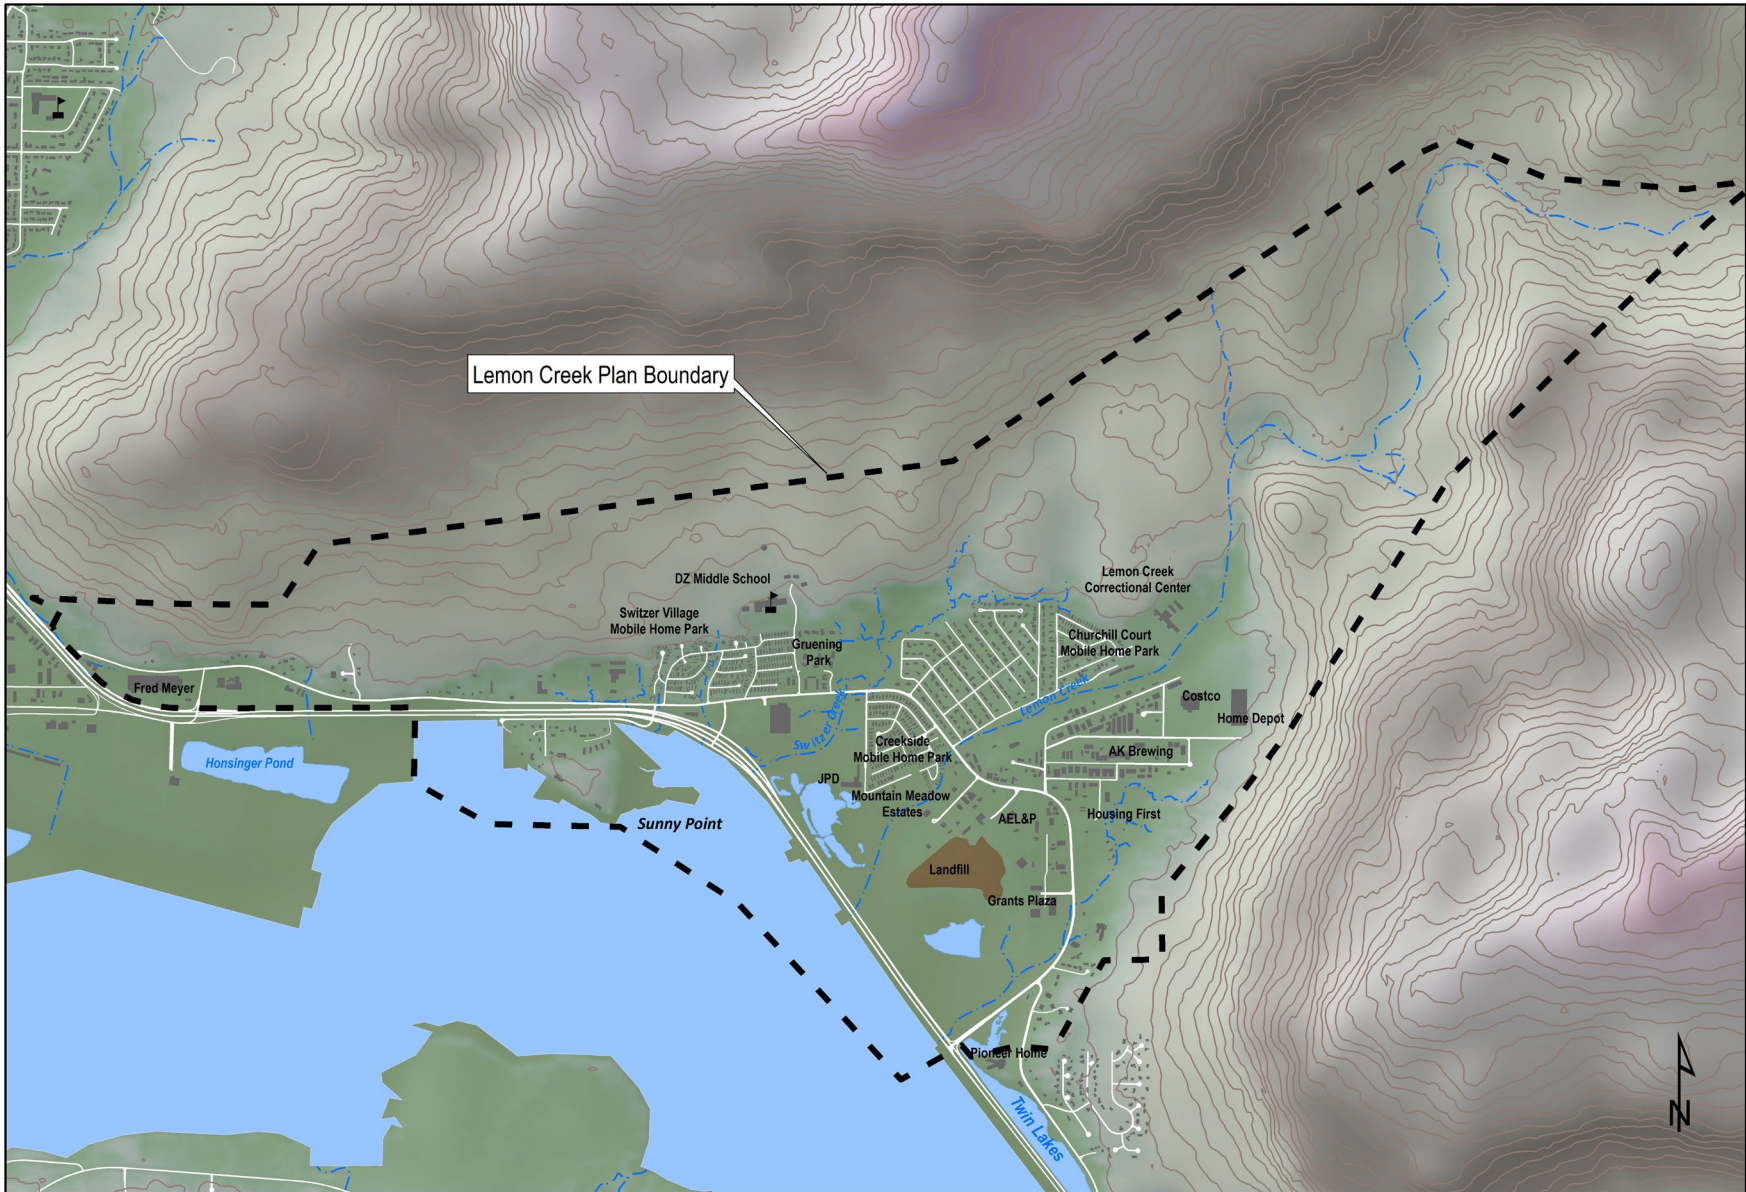 Lemon Creek Plan Boundary
DZ Middle School
Lemon Creek
Correctional Center
Switzer Village
Mobile Home Park
Gruening
Park
Churchill Court
Mobile Home Park
Fred Meyer
Lemon Creek
Costco
Home Depot
Switzer Creek
Creekside
Mobile Home Park
AK Brewing
Honsinger Pond
JPD
Mountain Meadow
Estates
Housing First
AEL&P
Sunny Point
Landfill
Grants Plaza
Pioneer Home
Twin Lakes
N